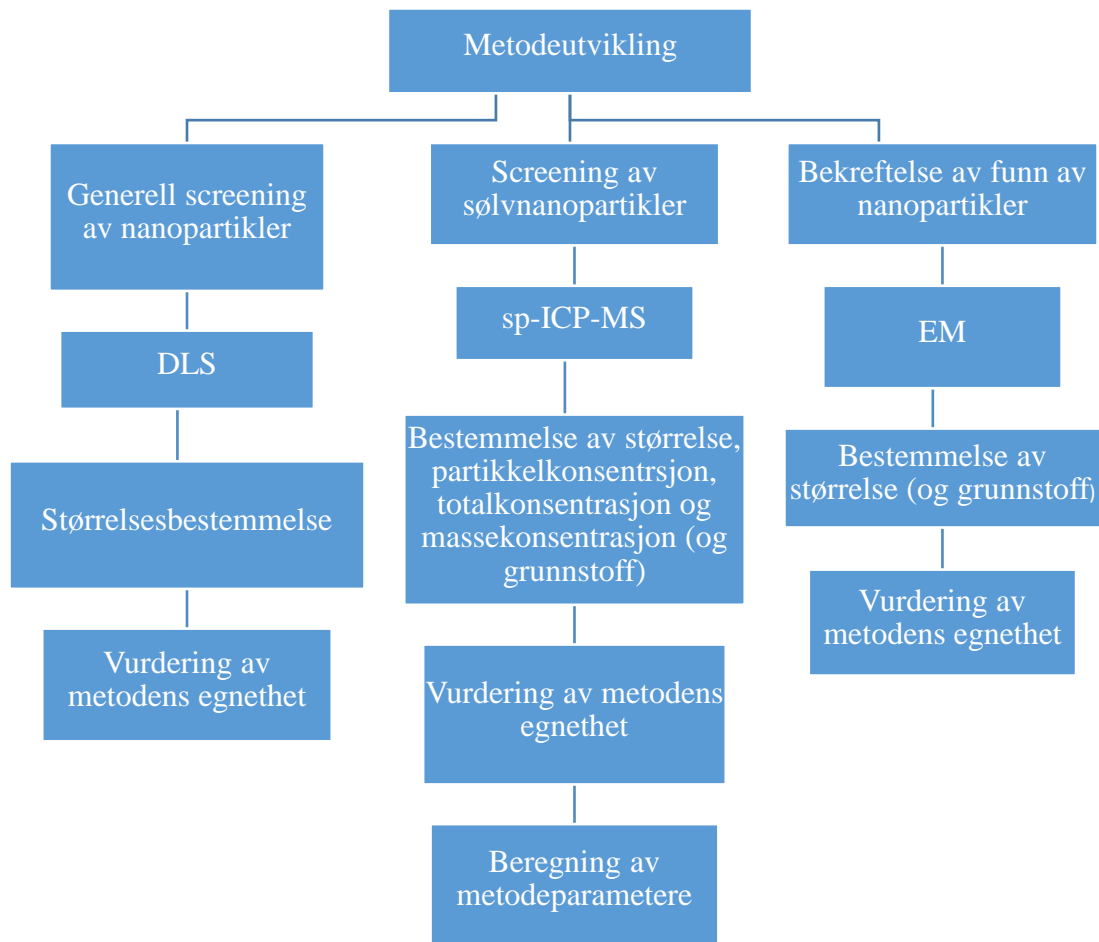 Metodeutvikling
Generell screening
av nanopartikler
DLS
Størrelsesbestemmelse
Vurdering av
metodens egnethet
Screening av
sølvnanopartikler
sp-ICP-MS
Bestemmelse av størrelse,
partikkelkonsentrsjon,
totalkonsentrasjon og
massekonsentrasjon (og
grunnstoff)
Vurdering av metodens
egnethet
Beregning av
metodeparametere
Bekreftelse av funn av
nanopartikler
EM
Bestemmelse av
størrelse (og grunnstoff)
Vurdering av
metodens egnethet